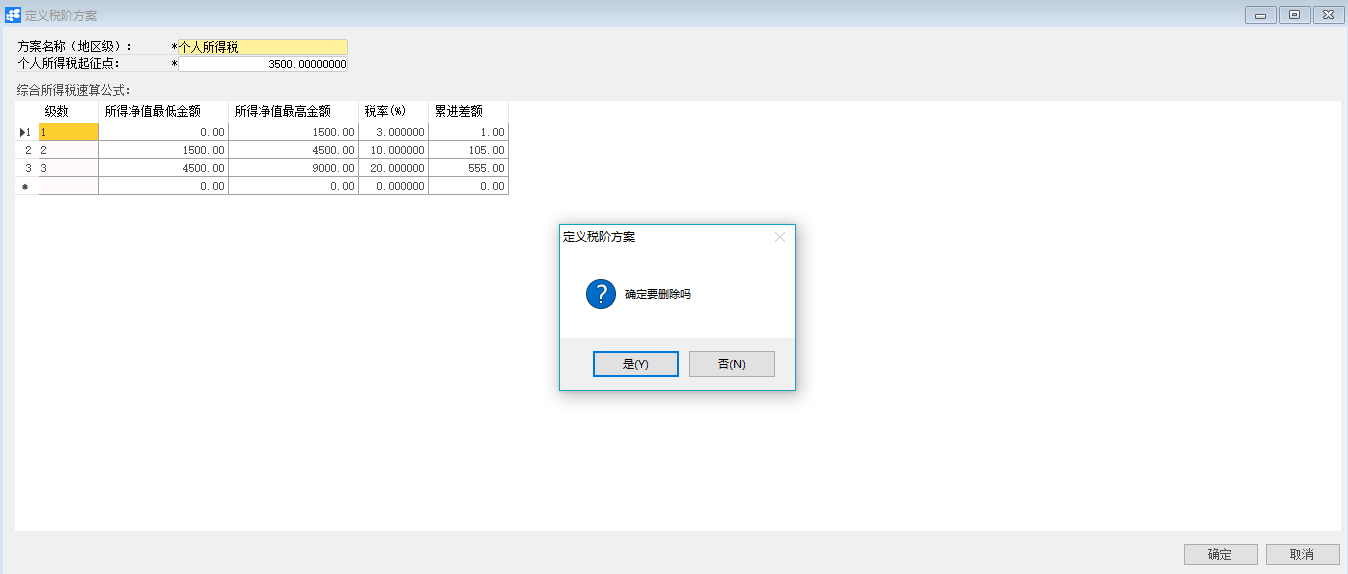 定义税阶方案
方案名称（地区级）： *个人所得税
个人所得税起征点： *3500.00000000
综合所得税速算公式：
级数 所得净值最低金额 所得净值最高金额 税率(%) 累进差额
1 1 0.00 1500.00 3.000000 1.00
2 2 1500.00 4500.00 10.000000 105.00
3 3 4500.00 9000.00 20.000000 555.00
0.00 0.00 0.000000 0.00
定义税阶方案
确定要删除吗
是(Y) 否(N)
确定 取消